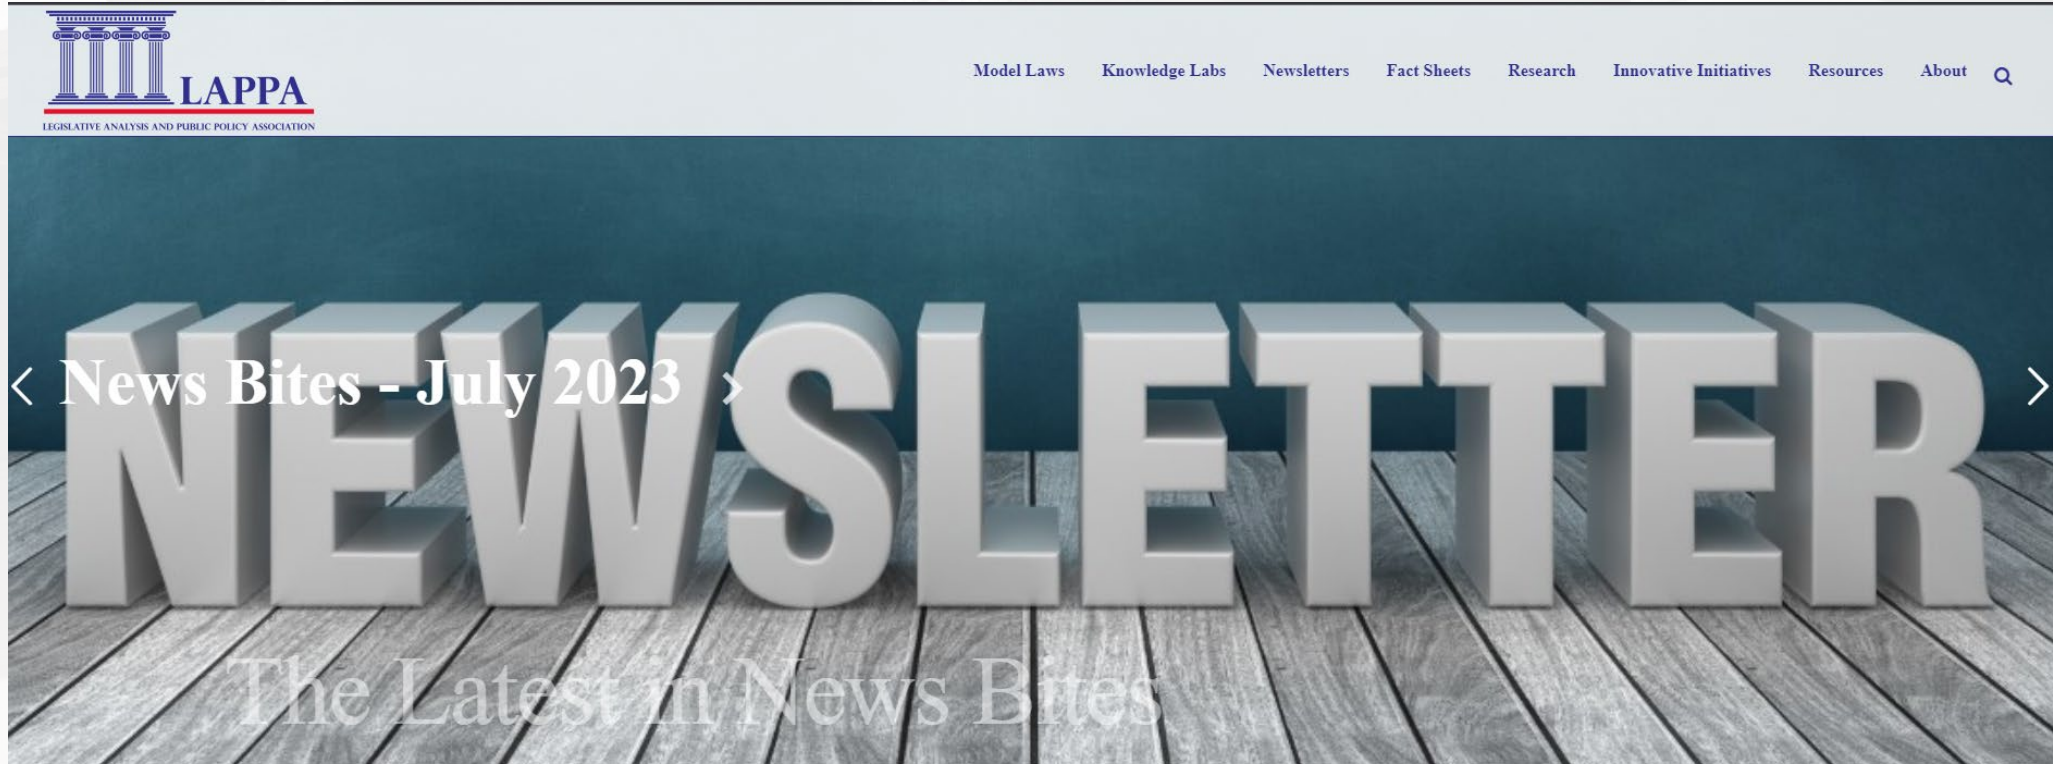 LAPPA
LEGISLATIVE ANALYSIS AND PUBLIC POLICY ASSOCIATION
Model Laws Knowledge Labs Newsletters Fact Sheets Research Innovative Initiatives Resources About
NEWSLETTER
News Bites - July 2023
The Latest in News Bites